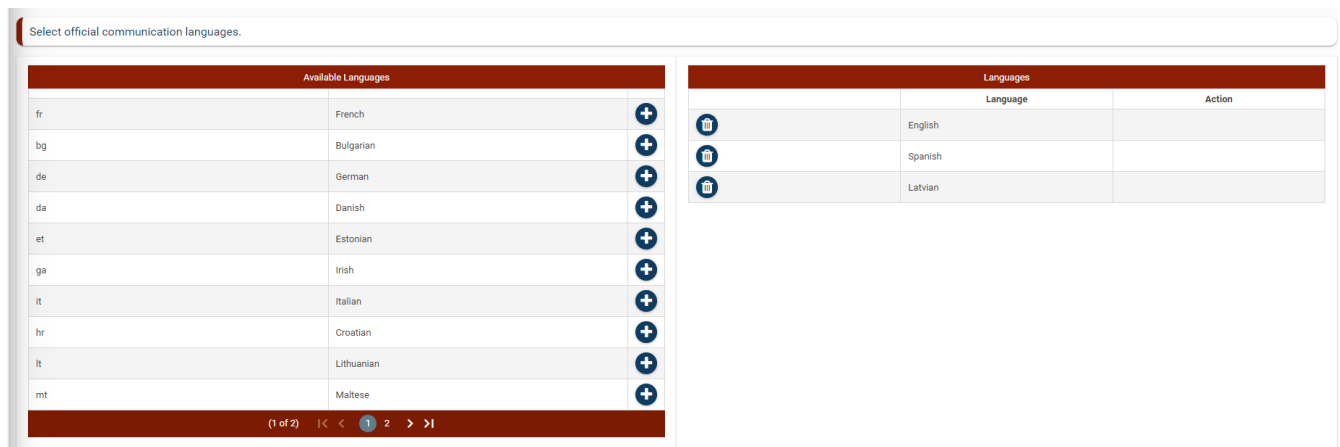 Select official communication languages.
Available Languages
fr French
bg Bulgarian
de German
da Danish
et Estonian
ga Irish
it Italian
hr Croatian
lt Lithuanian
mt Maltese
(1 of 2) 1 2
Languages
Language Action
English
Spanish
Latvian